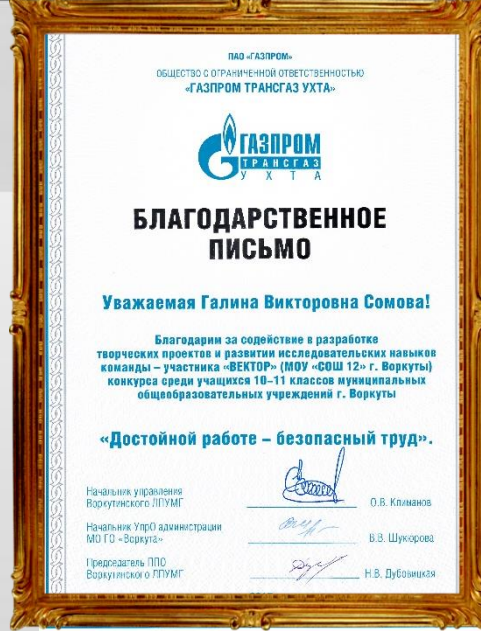 ПАО «ГАЗПРОМ»
ОБЩЕСТВО С ОГРАНИЧЕННОЙ ОТВЕТСТВЕННОСТЬЮ
«ГАЗПРОМ ТРАНСГАЗ УХТА»
ГАЗПРОМ
ТРАНСГАЗ
УХТА
БЛАГОДАРСТВЕННОЕ
ПИСЬМО
Уважаемая Галина Викторовна Сомова!
Благодарим за содействие в разработке
творческих проектов и развитии исследовательских навыков
команды – участника «ВЕКТОР» (МОУ «СОШ 12» г. Воркуты)
конкурса среди учащихся 10–11 классов муниципальных
общеобразовательных учреждений г. Воркуты
«Достойной работе – безопасный труд».
Начальник управления
Воркутинского ЛПУМГ
О.В. Климанов
Начальник УпрО администрации
МО ГО «Воркута»
В.В. Шукюрова
Председатель ППО
Воркутинского ЛПУМГ
Н.В. Дубовицкая